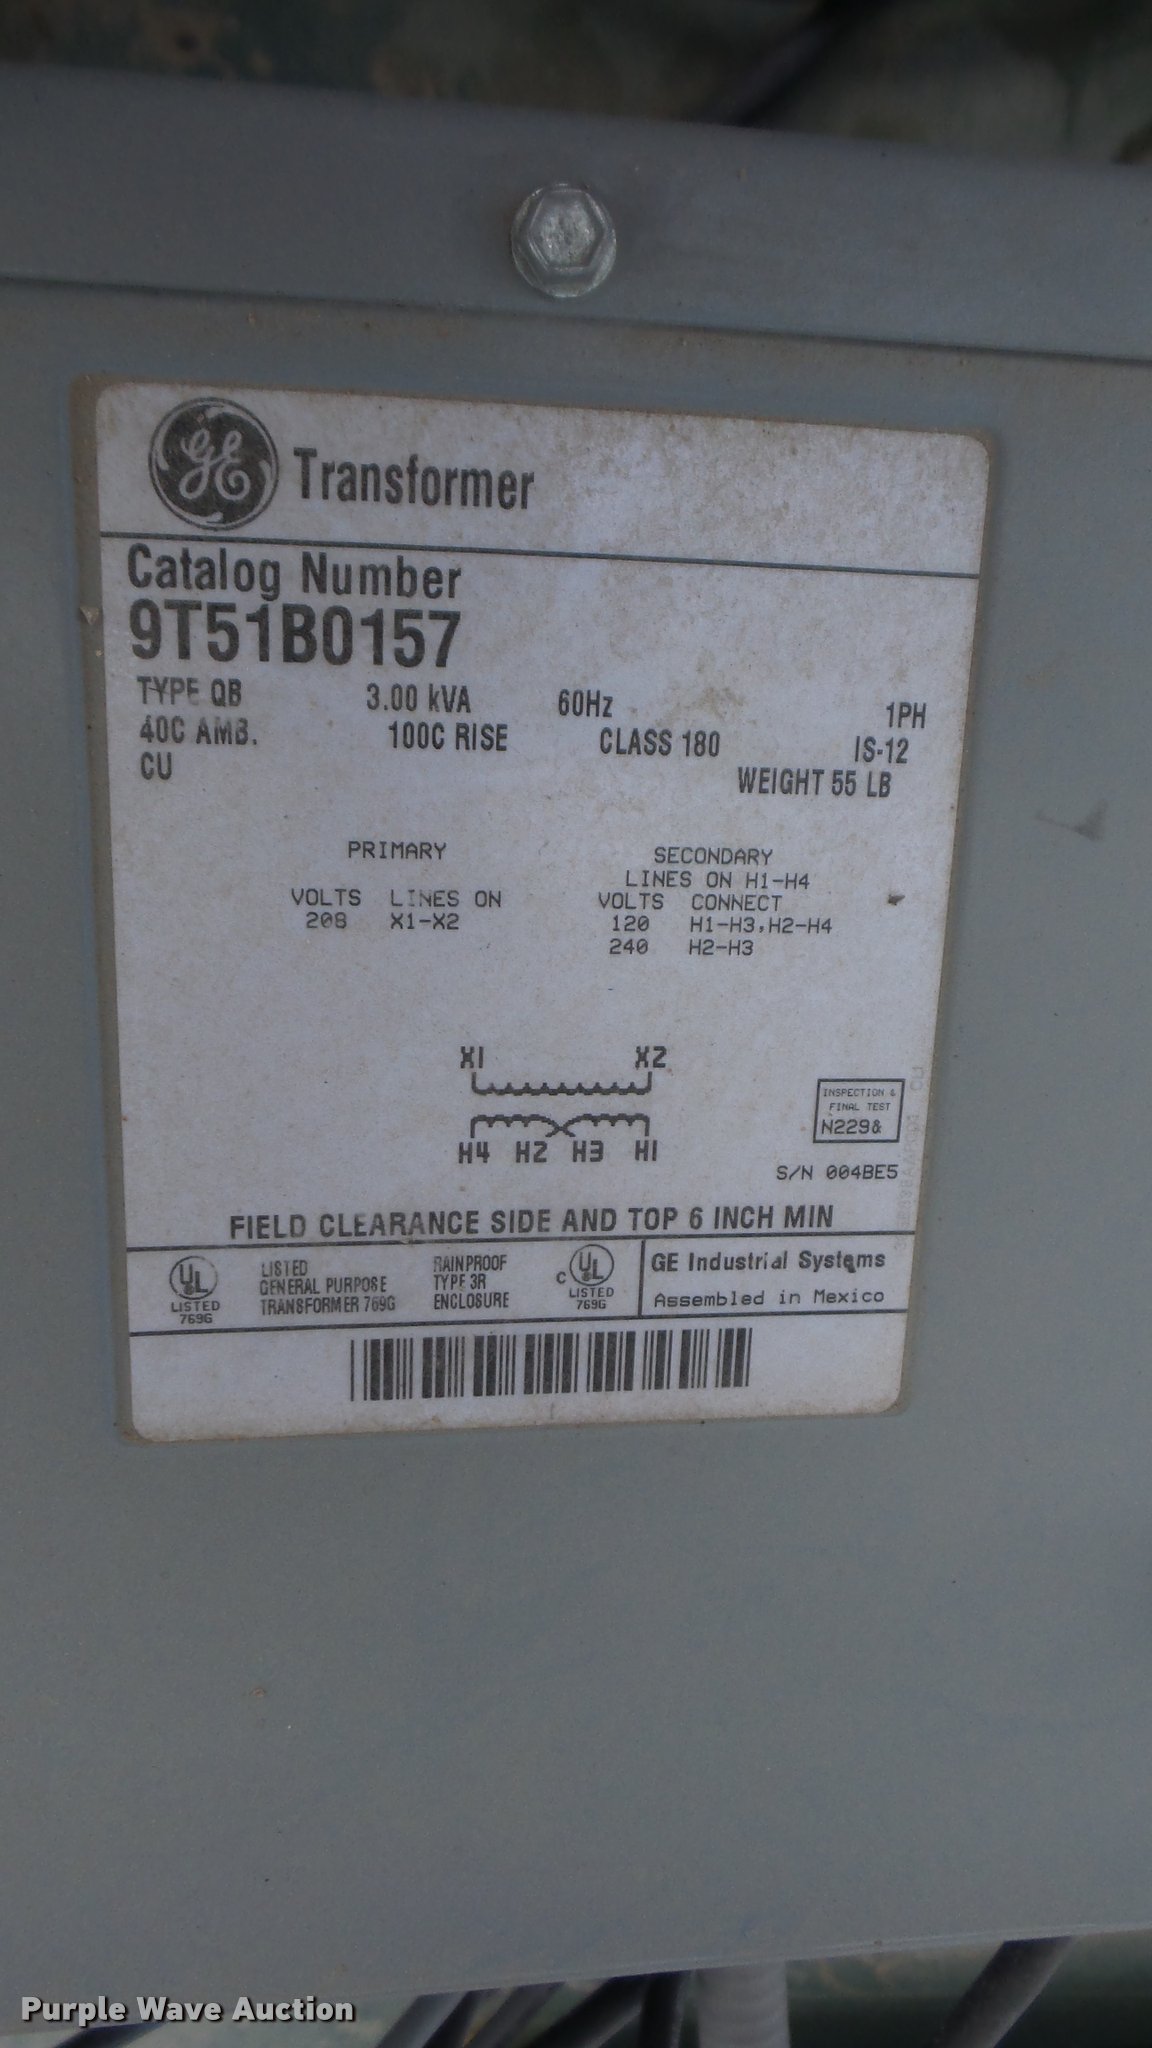 GE Transformer
Catalog Number
9T51B0157
TYPE QB 3.00 kVA 60Hz 1PH
40C AMB. 100C RISE CLASS 180 IS-12
CU WEIGHT 55 LB
PRIMARY SECONDARY
LINES ON H1-H4
VOLTS LINES ON VOLTS CONNECT
208 X1-X2 120 H1-H3,H2-H4
240 H2-H3
X1 X2
H4 H2 H3 H1
INSPECTION &
FINAL TEST
N229&
S/N 004BE5
FIELD CLEARANCE SIDE AND TOP 6 INCH MIN
UL
LISTED
769G
LISTED
GENERAL PURPOSE
TRANSFORMER 769G
RAINPROOF
TYPE 3R
ENCLOSURE
C UL
LISTED
769G
GE Industrial Systems
Assembled in Mexico
Purple Wave Auction